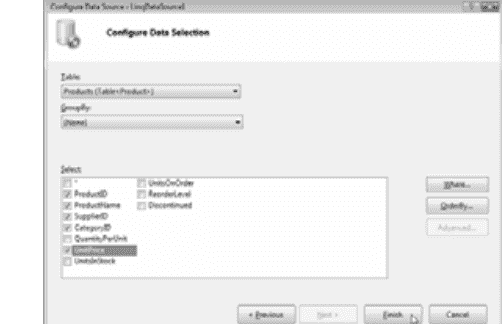 Configure Data Source - LinqDataSource1
Configure Data Selection
Table:
Products (Table<Product>)
GroupBy:
[None]
Select:
*
ProductID
ProductName
SupplierID
CategoryID
QuantityPerUnit
UnitPrice
UnitsInStock
UnitsOnOrder
ReorderLevel
Discontinued
Where...
OrderBy...
Advanced...
< Previous
Next >
Finish
Cancel